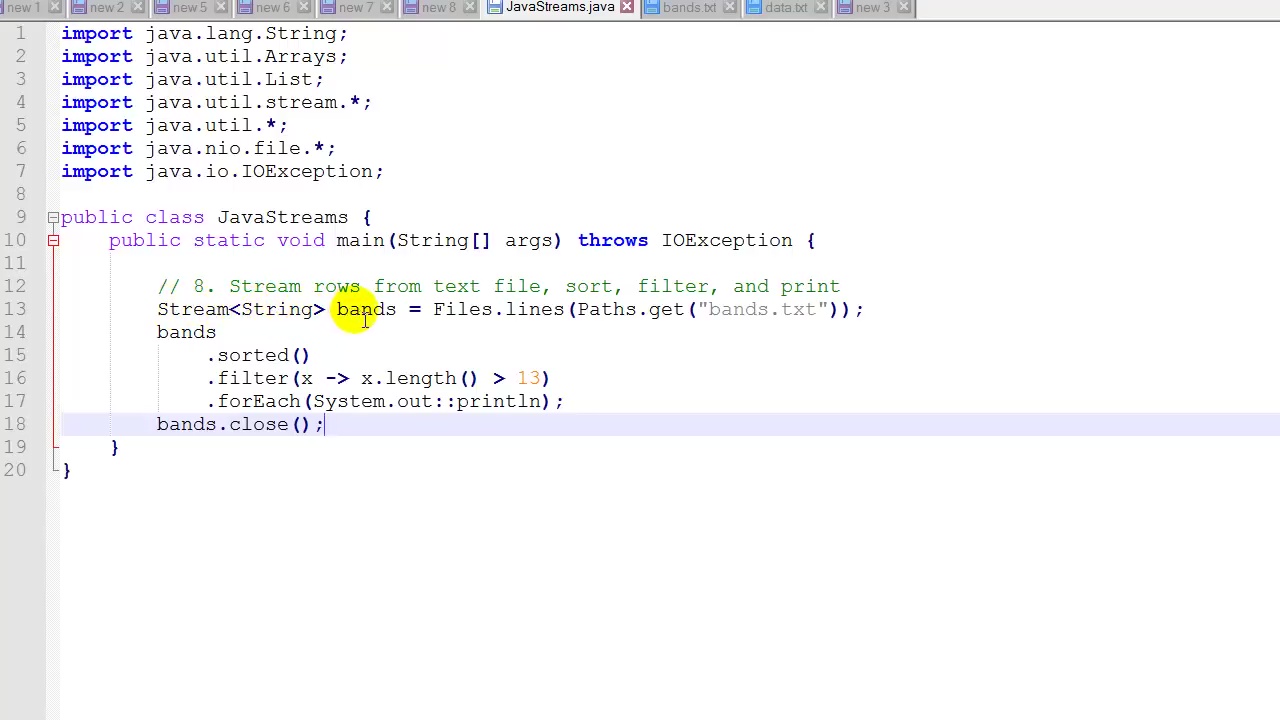 new 1 new 2 new 5 new 6 new 7 new 8 JavaStreams.java bands.txt data.txt new 3
1 import java.lang.String;
2 import java.util.Arrays;
3 import java.util.List;
4 import java.util.stream.*;
5 import java.util.*;
6 import java.nio.file.*;
7 import java.io.IOException;
8
9 public class JavaStreams {
10 public static void main(String[] args) throws IOException {
11
12 // 8. Stream rows from text file, sort, filter, and print
13 Stream<String> bands = Files.lines(Paths.get("bands.txt"));
14 bands
15 .sorted()
16 .filter(x -> x.length() > 13)
17 .forEach(System.out::println);
18 bands.close();
19 }
20 }